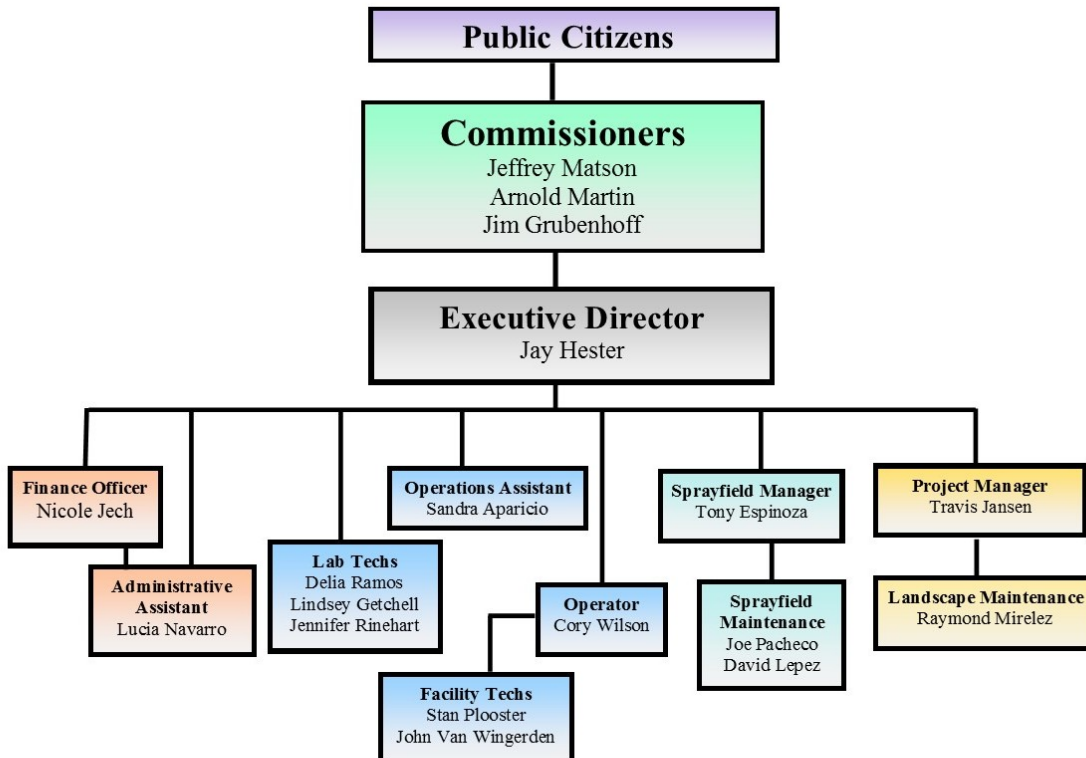 Public Citizens
Commissioners
Jeffrey Matson
Arnold Martin
Jim Grubenhoff
Executive Director
Jay Hester
Finance Officer
Nicole Jech
Administrative
Assistant
Lucia Navarro
Lab Techs
Delia Ramos
Lindsey Getchell
Jennifer Rinehart
Operations Assistant
Sandra Aparicio
Operator
Cory Wilson
Facility Techs
Stan Plooster
John Van Wingerden
Sprayfield Manager
Tony Espinoza
Sprayfield
Maintenance
Joe Pacheco
David Lepez
Project Manager
Travis Jansen
Landscape Maintenance
Raymond Mirelez